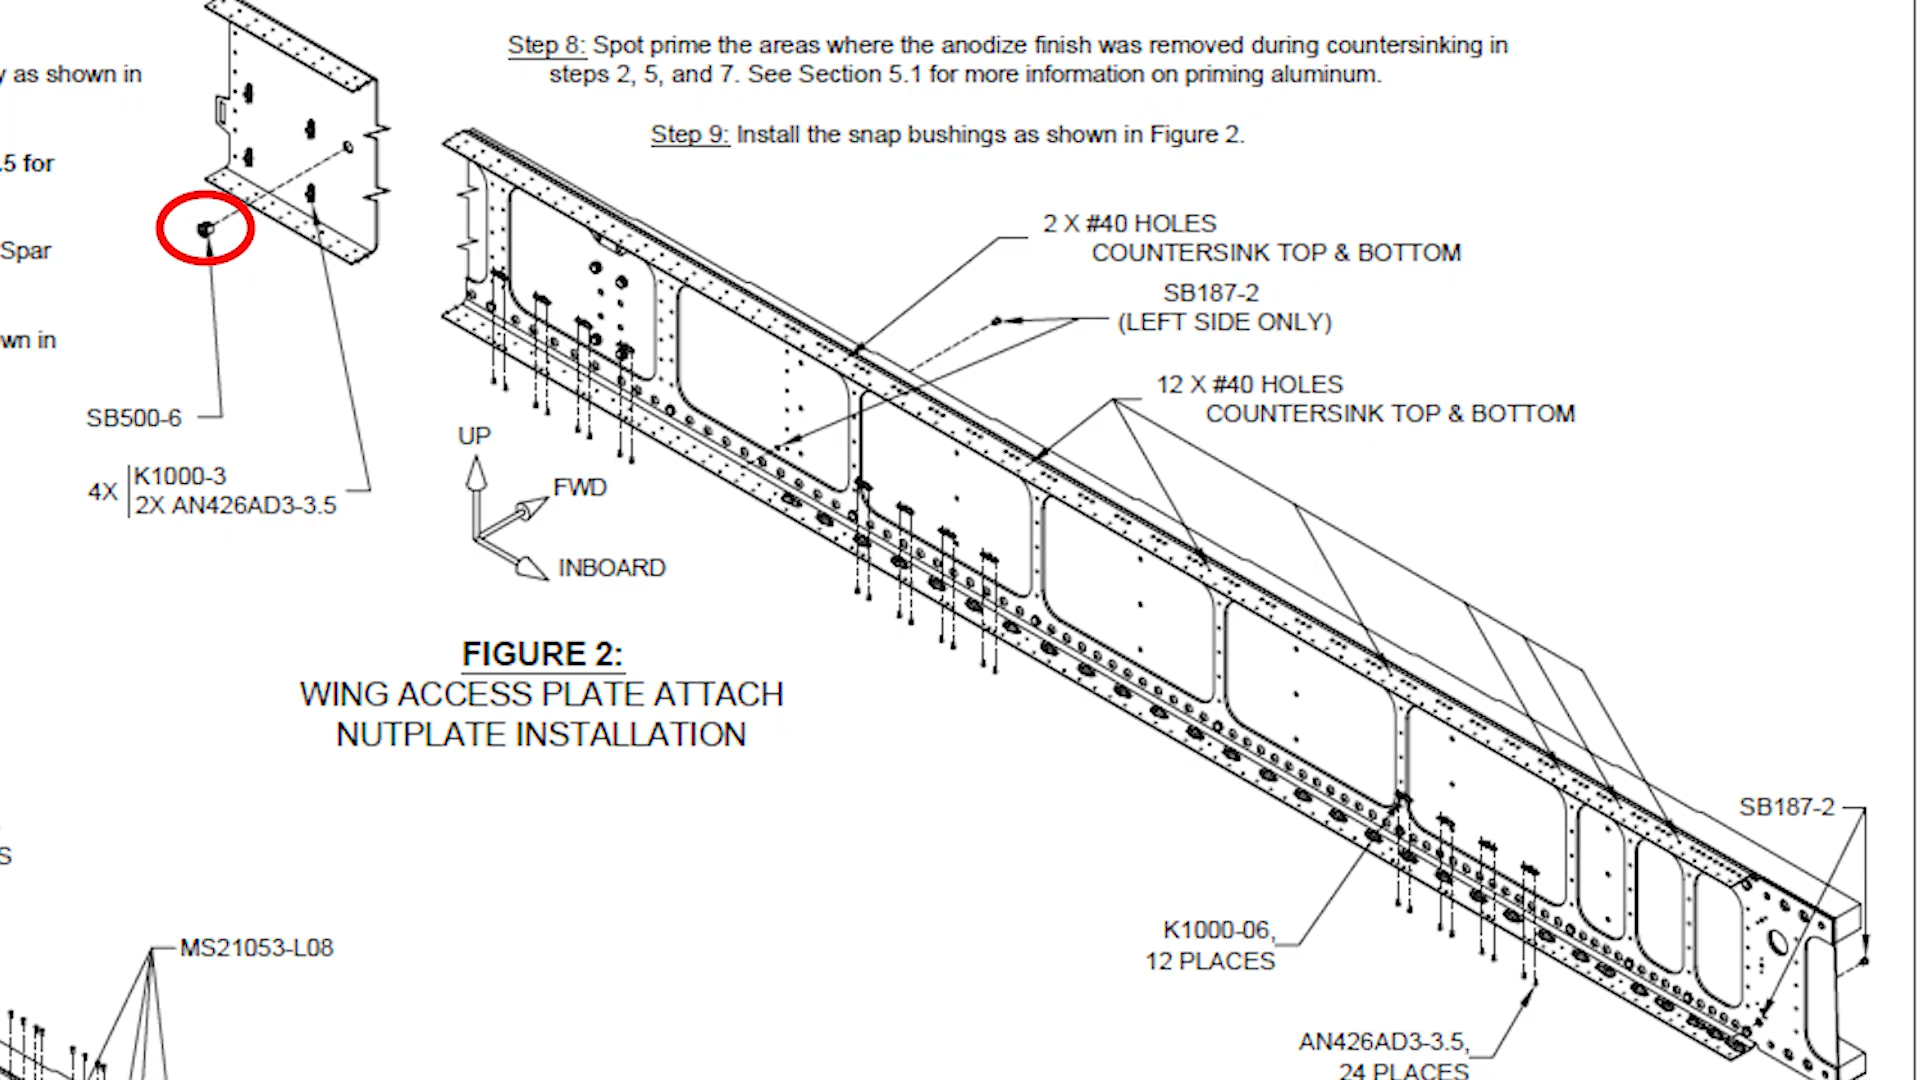 Step 8: Spot prime the areas where the anodize finish was removed during countersinking in
steps 2, 5, and 7. See Section 5.1 for more information on priming aluminum.
Step 9: Install the snap bushings as shown in Figure 2.
as shown in
.5 for
Spar
wn in
2 X #40 HOLES
COUNTERSINK TOP & BOTTOM
SB187-2
(LEFT SIDE ONLY)
12 X #40 HOLES
COUNTERSINK TOP & BOTTOM
SB500-6
4X K1000-3
2X AN426AD3-3.5
UP
FWD
INBOARD
FIGURE 2:
WING ACCESS PLATE ATTACH
NUTPLATE INSTALLATION
SB187-2
K1000-06,
12 PLACES
MS21053-L08
S
AN426AD3-3.5,
24 PLACES